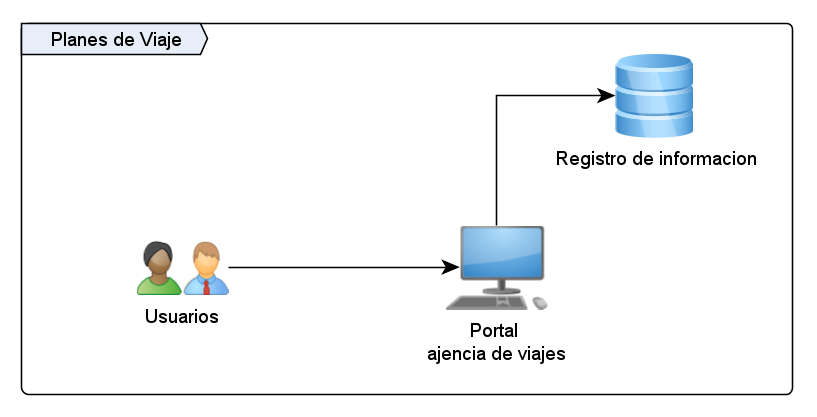 Planes de Viaje
Registro de informacion
Usuarios
Portal
ajencia de viajes